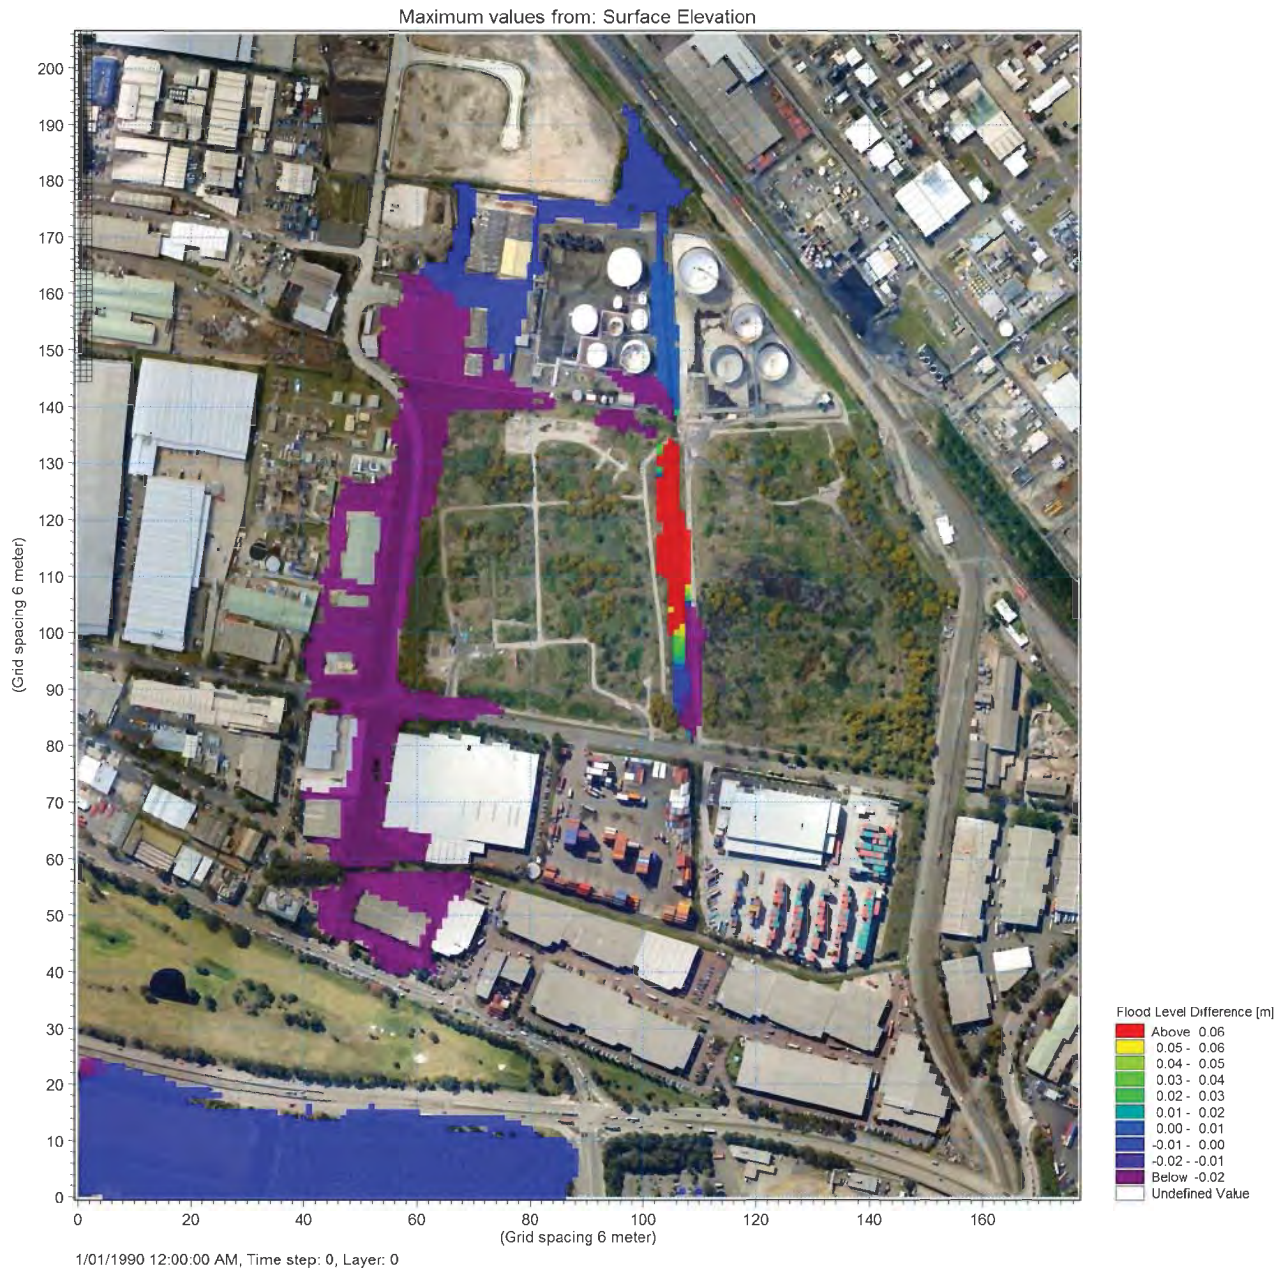 Maximum values from: Surface Elevation
200
190
180
170
160
150
140
130
120
110
100
90
80
70
60
50
40
30
20
10
0
(Grid spacing 6 meter)
0 20 40 60 80 100 120 140 160
(Grid spacing 6 meter)
1/01/1990 12:00:00 AM, Time step: 0, Layer: 0
Flood Level Difference [m]
Above 0.06
0.05 - 0.06
0.04 - 0.05
0.03 - 0.04
0.02 - 0.03
0.01 - 0.02
0.00 - 0.01
-0.01 - 0.00
-0.02 - -0.01
Below -0.02
Undefined Value